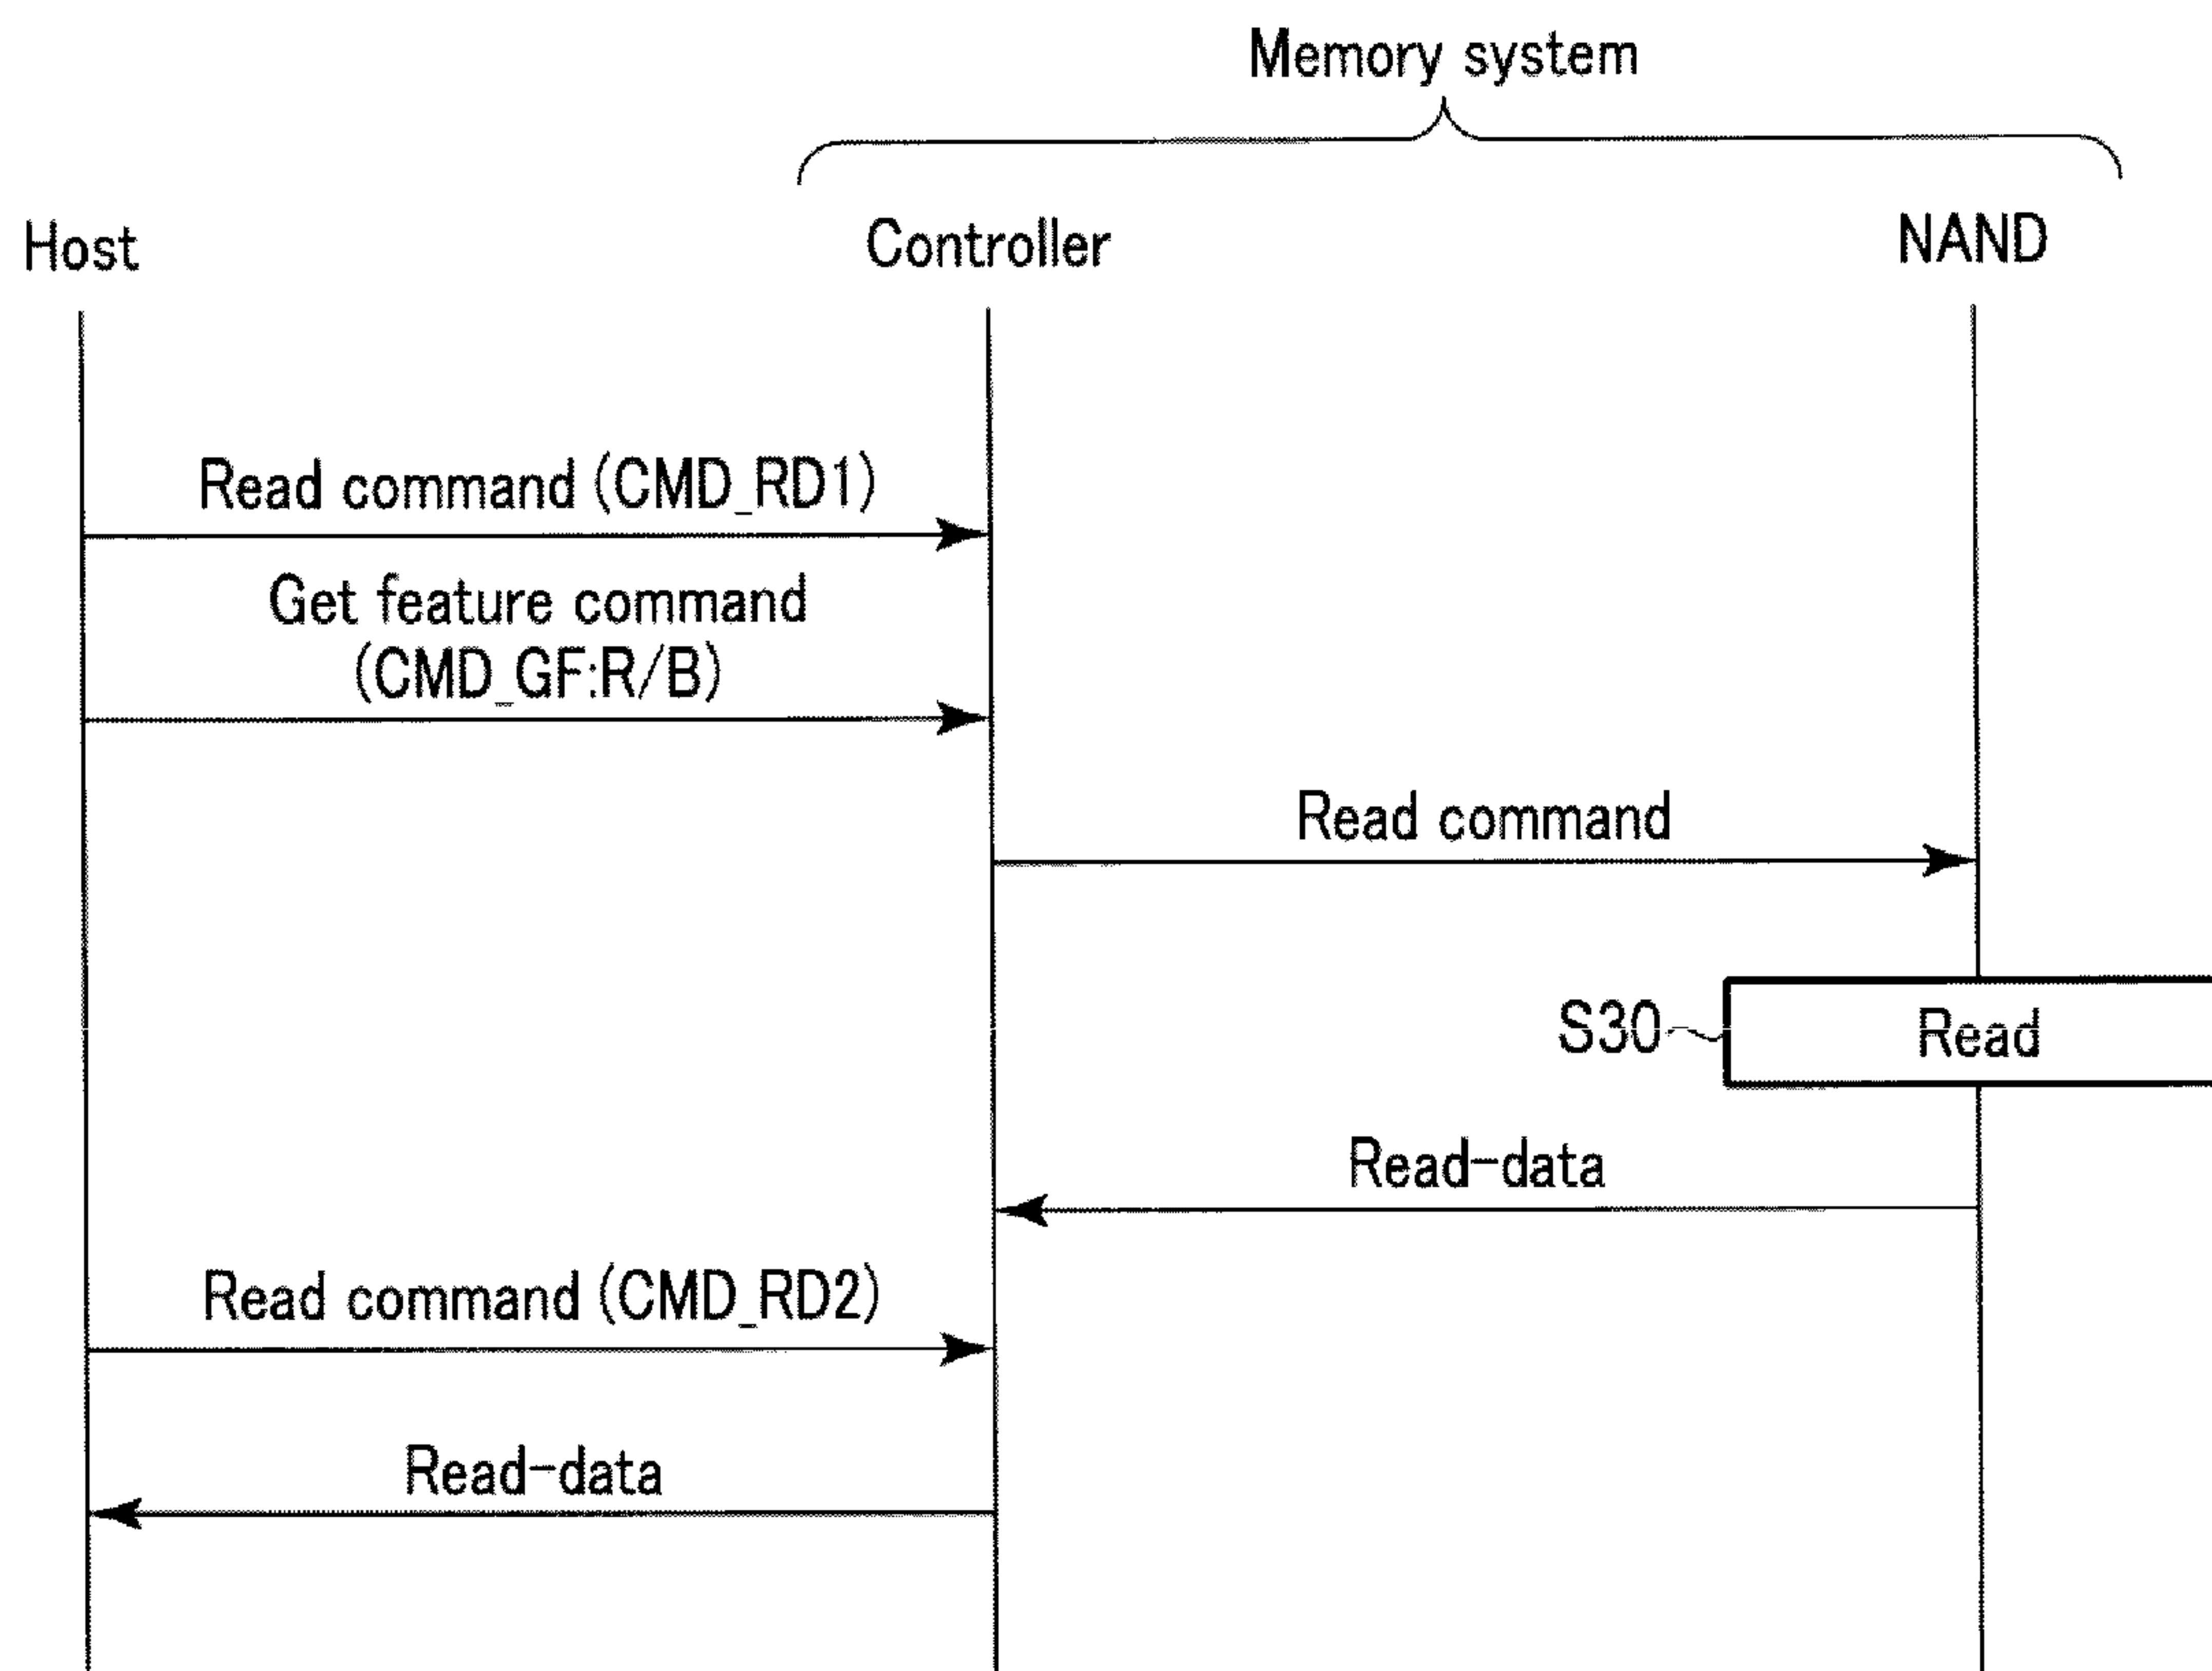 Memory system
Host
Controller
NAND
Read command (CMD_RD1)
Get feature command
(CMD_GF:R/B)
Read command
S30
Read
Read-data
Read command (CMD_RD2)
Read-data